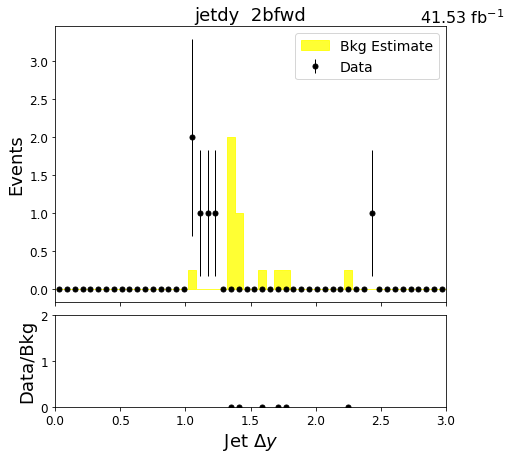 jetdy 2bfwd
41.53 fb⁻¹
Bkg Estimate
Data
Events
3.0
2.5
2.0
1.5
1.0
0.5
0.0
Data/Bkg
2
1
0
0.0 0.5 1.0 1.5 2.0 2.5 3.0
Jet Δy